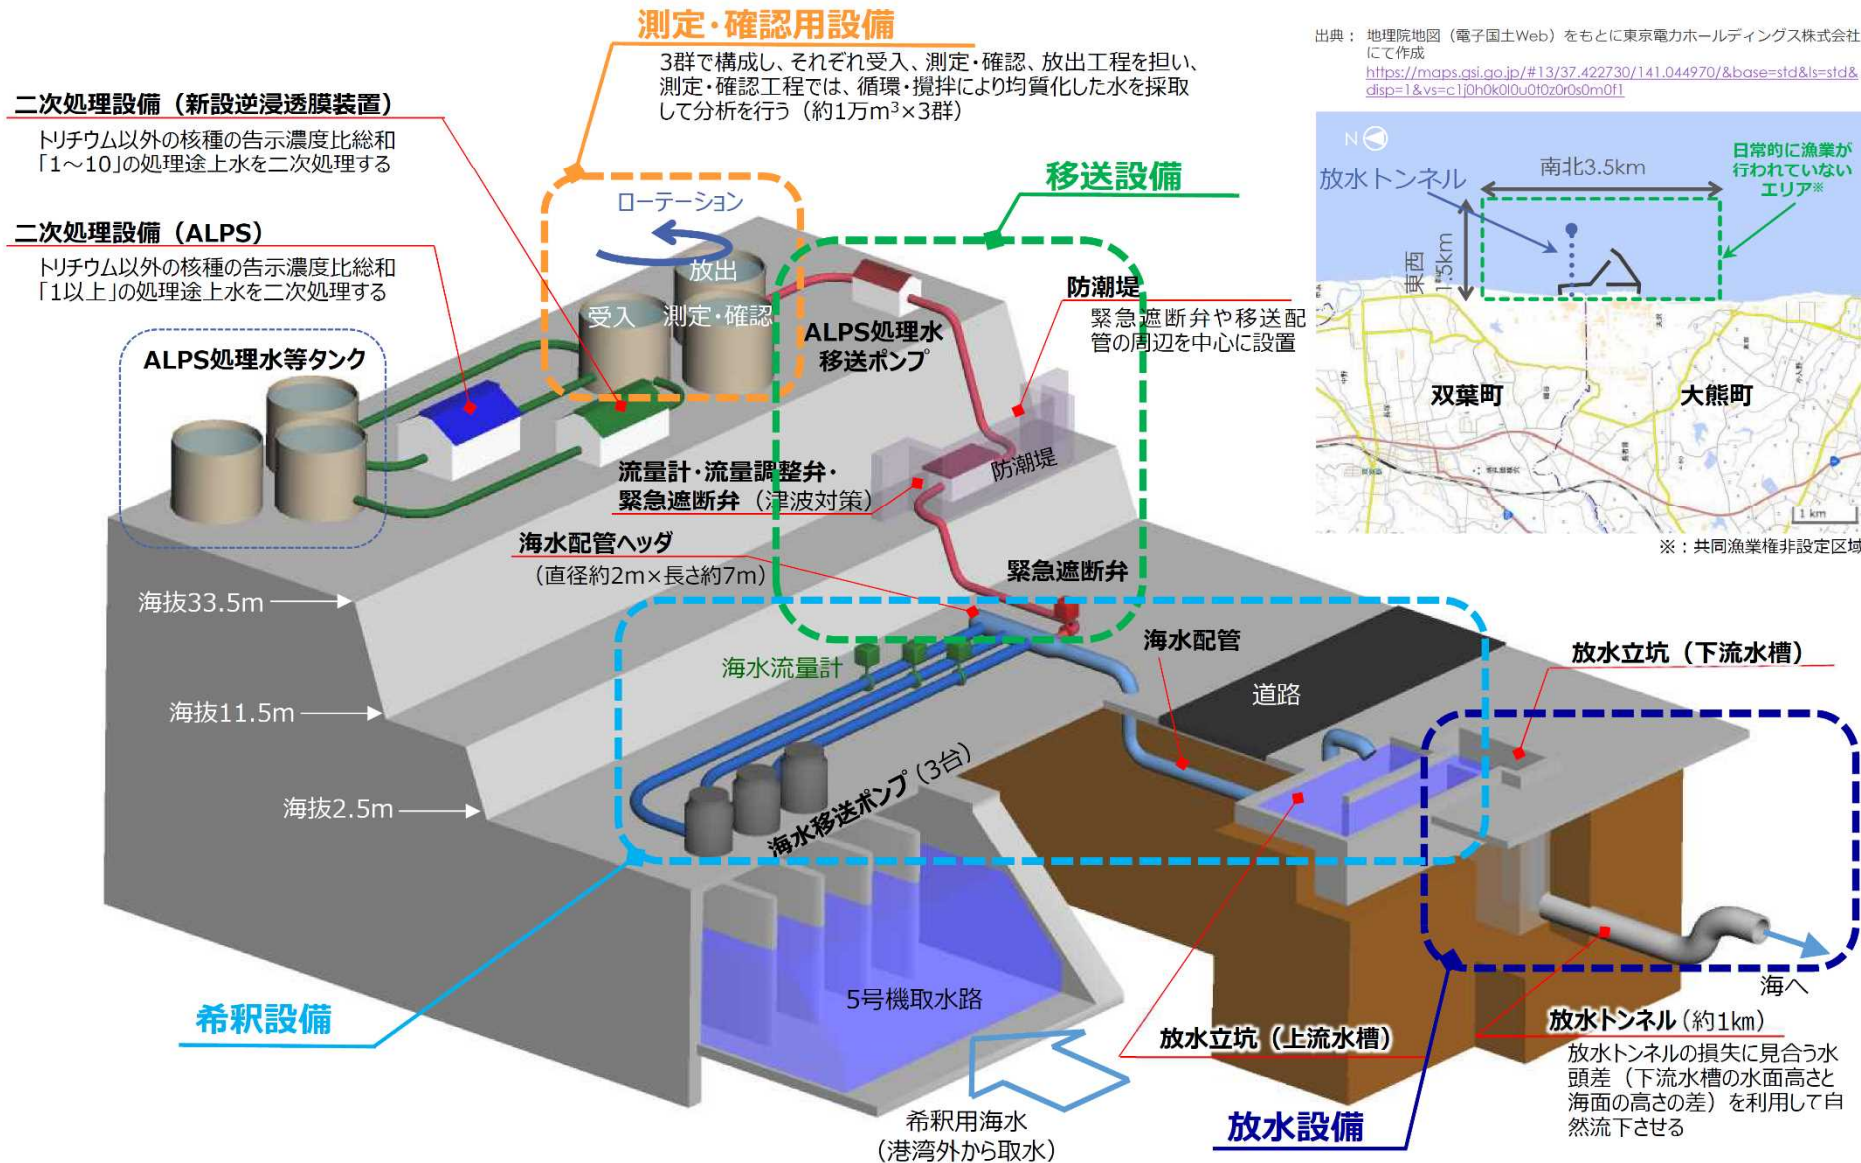 測定・確認用設備
3群で構成し、それぞれ受入、測定・確認、放出工程を担い、
測定・確認工程では、循環・攪拌により均質化した水を採取
して分析を行う（約1万m³×3群）
出典： 地理院地図（電子国土Web）をもとに東京電力ホールディングス株式会社
にて作成
https://maps.gsi.go.jp/#13/37.422730/141.044970/&base=std&ls=std&
disp=1&vs=c1j0h0k0l0u0t0z0r0s0m0f1
二次処理設備（新設逆浸透膜装置）
トリチウム以外の核種の告示濃度比総和
「1～10」の処理途上水を二次処理する
二次処理設備（ALPS）
トリチウム以外の核種の告示濃度比総和
「1以上」の処理途上水を二次処理する
ALPS処理水等タンク
ローテーション
放出
受入
測定・確認
移送設備
ALPS処理水
移送ポンプ
防潮堤
緊急遮断弁や移送配
管の周辺を中心に設置
防潮堤
流量計・流量調整弁・
緊急遮断弁（津波対策）
海水配管ヘッダ
（直径約2m×長さ約7m）
緊急遮断弁
N
放水トンネル
南北3.5km
東西
1.5km
日常的に漁業が
行われていない
エリア※
双葉町
大熊町
1 km
※：共同漁業権非設定区域
海抜33.5m
海抜11.5m
海抜2.5m
海水流量計
海水配管
道路
放水立坑（下流水槽）
海水移送ポンプ（3台）
5号機取水路
希釈設備
希釈用海水
（港湾外から取水）
放水立坑（上流水槽）
放水設備
海へ
放水トンネル（約1km）
放水トンネルの損失に見合う水
頭差（下流水槽の水面高さと
海面の高さの差）を利用して自
然流下させる